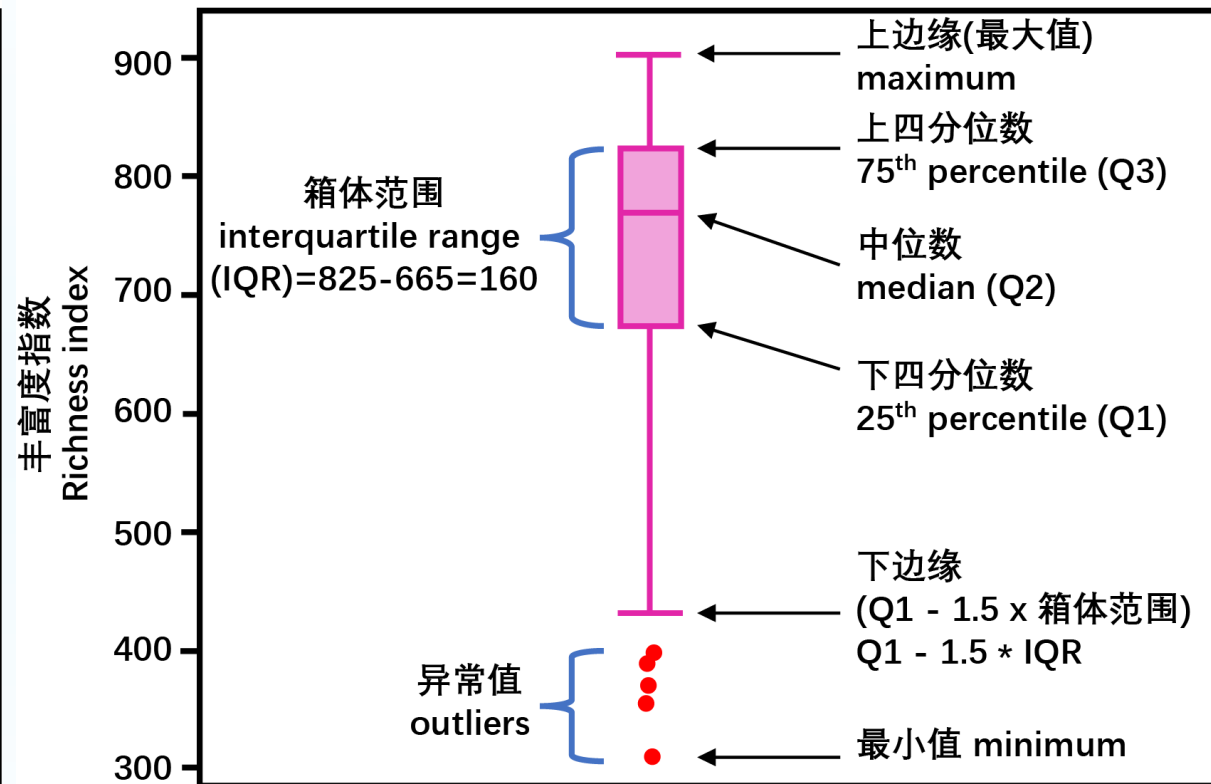 丰富度指数
Richness index
900
800
700
600
500
400
300
箱体范围
interquartile range
(IQR)=825-665=160
异常值
outliers
上边缘(最大值)
maximum
上四分位数
75th percentile (Q3)
中位数
median (Q2)
下四分位数
25th percentile (Q1)
下边缘
(Q1 - 1.5 x 箱体范围)
Q1 - 1.5 * IQR
最小值 minimum